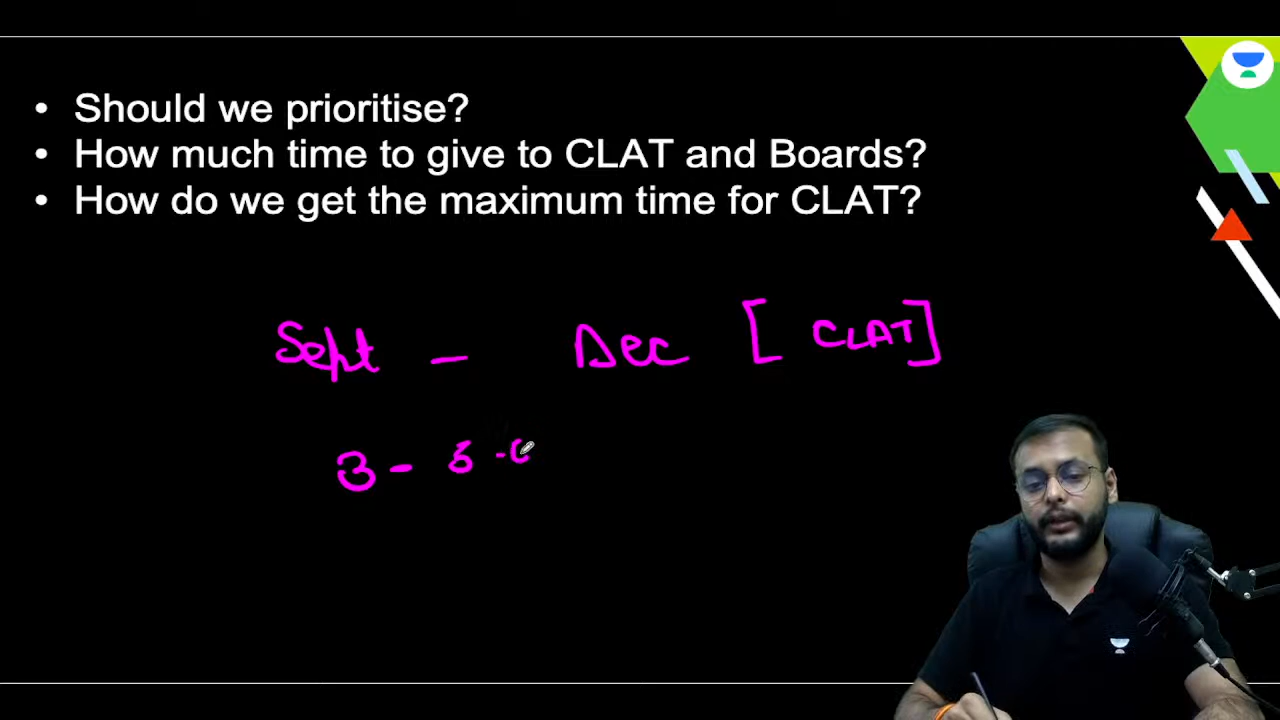 • Should we prioritise?
• How much time to give to CLAT and Boards?
• How do we get the maximum time for CLAT?
Sept - Dec [ CLAT ]
3 - 5 -